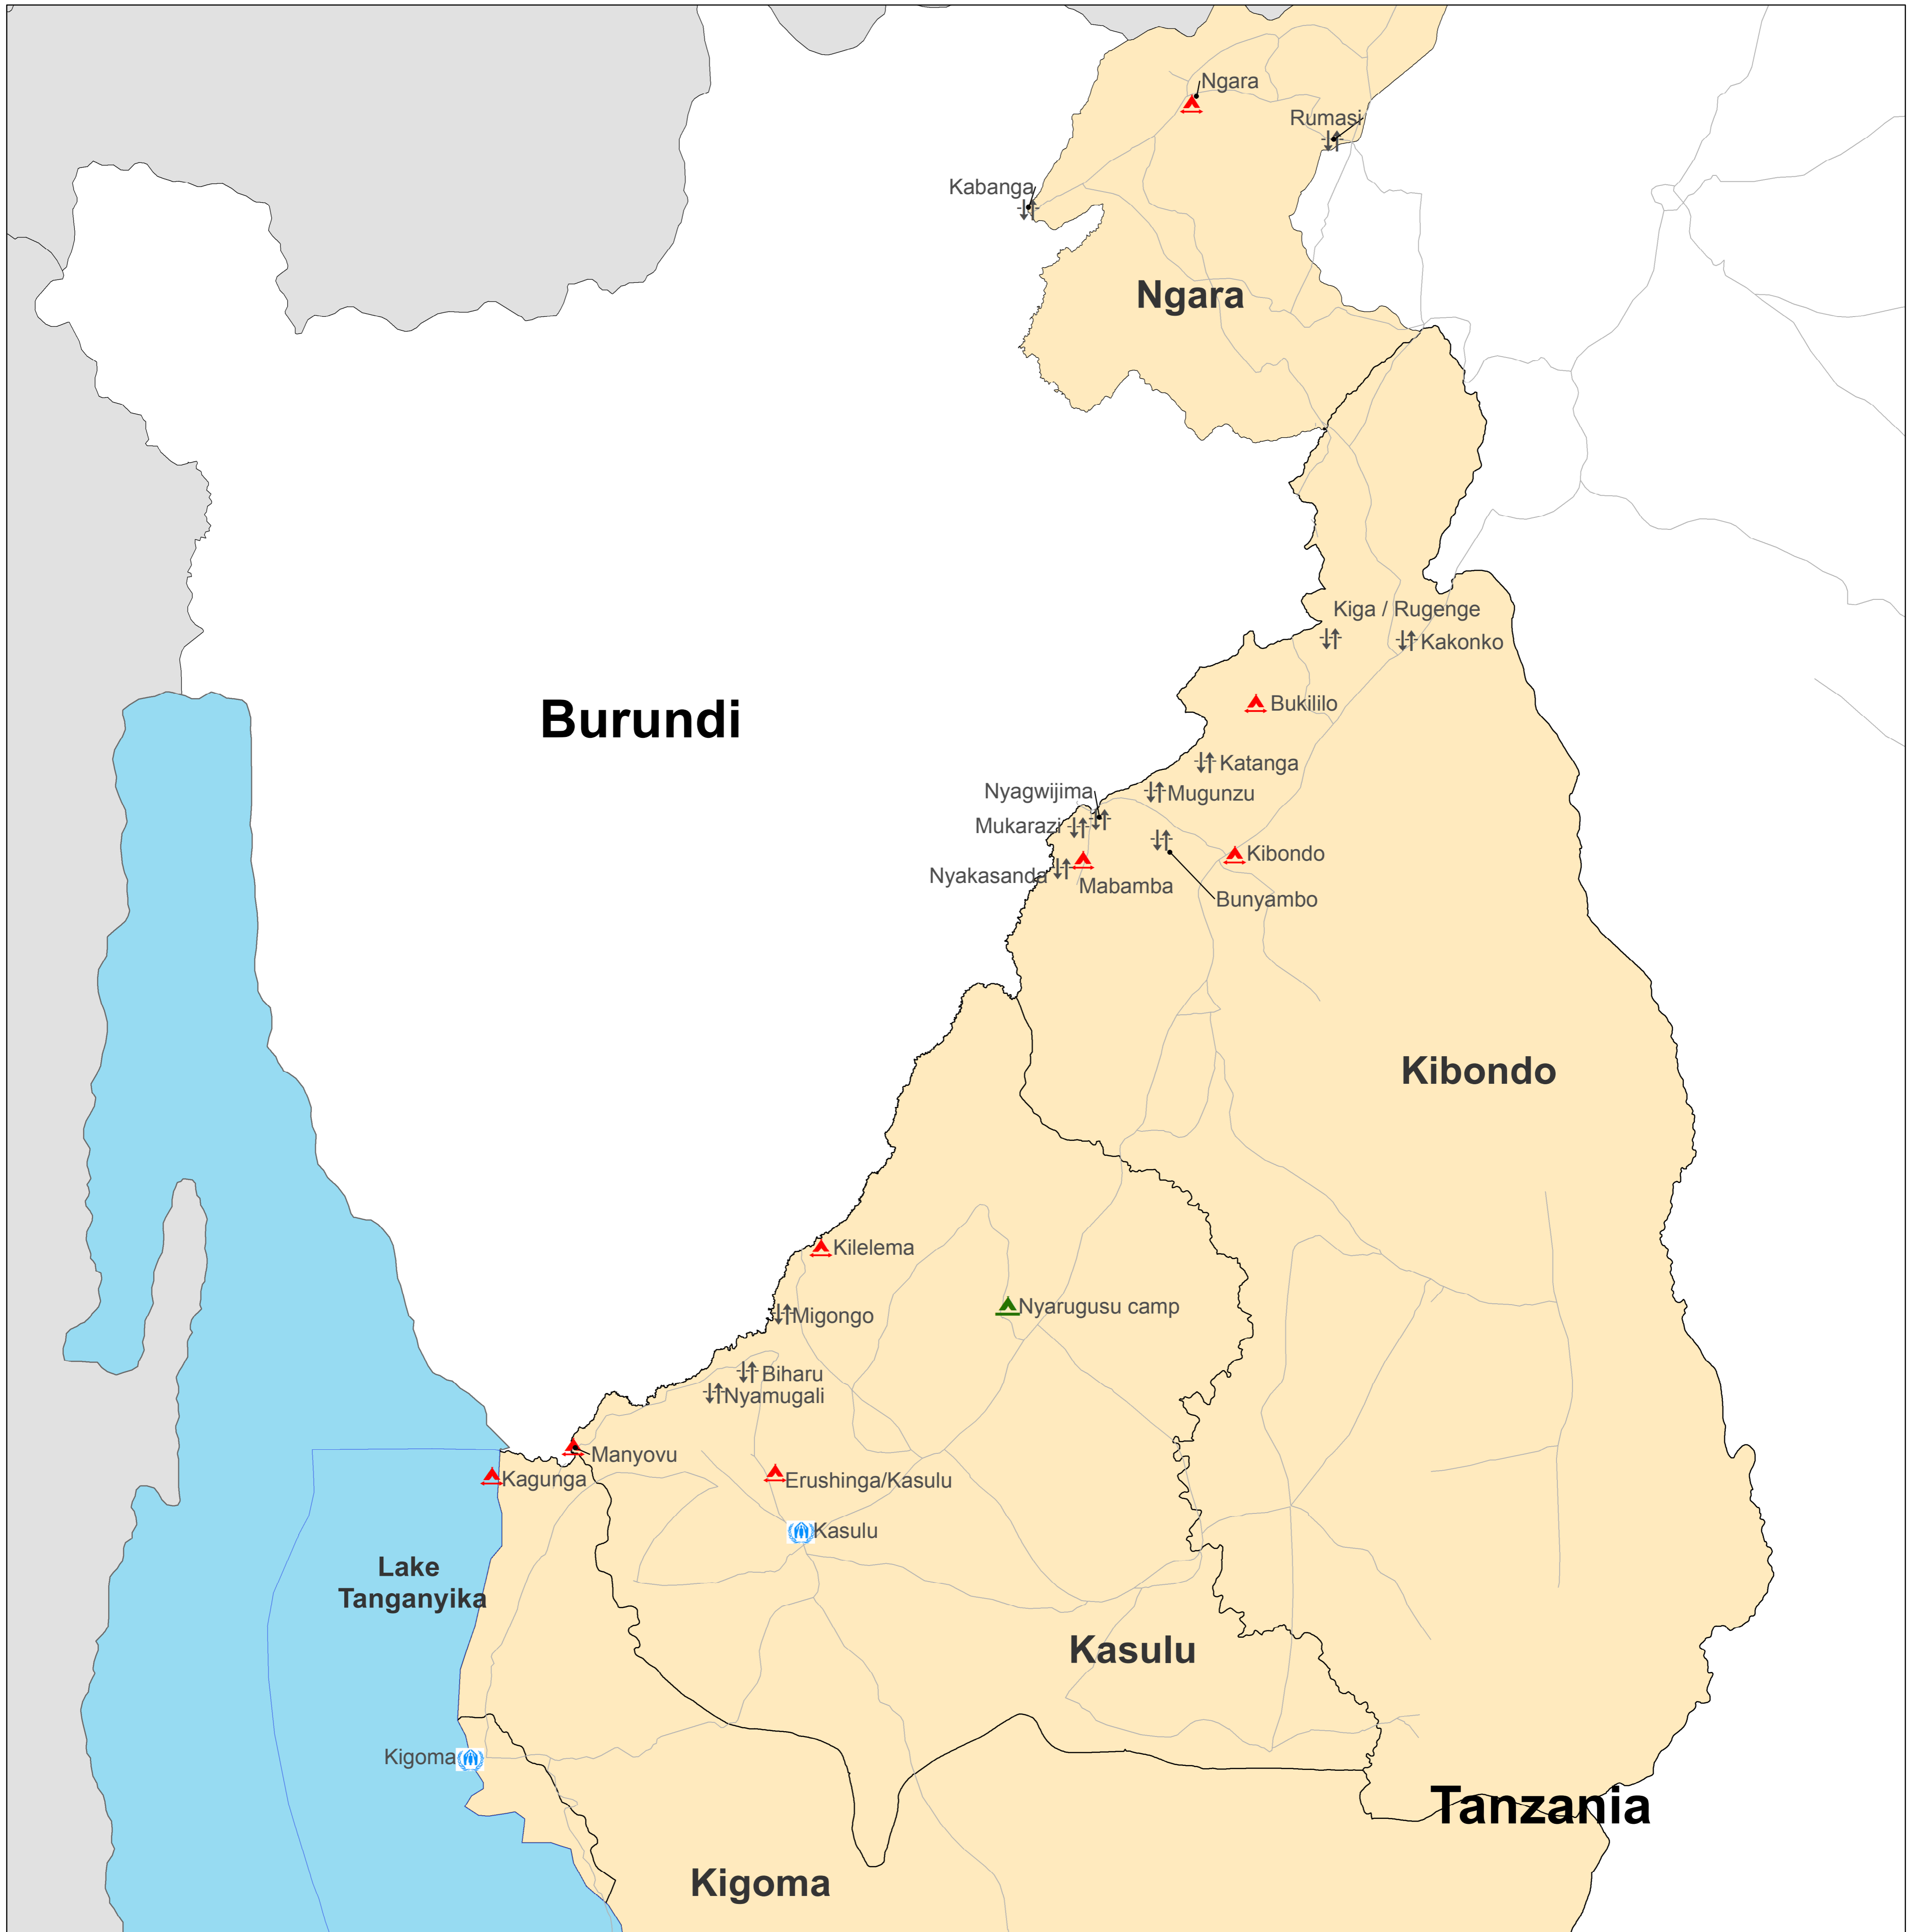 Ngara
Rumasi
Kabanga
Ngara
Kiga / Rugenge
Kakonko
Bukililo
Burundi
Katanga
Nyagwijima
Mugunzu
Mukarazi
Kibondo
Nyakasanda
Mabamba
Bunyambo
Kibondo
Kilelema
Nyarugusu camp
Migongo
Biharu
Nyamugali
Manyovu
Kagunga
Erushinga/Kasulu
Kasulu
Lake
Tanganyika
Kasulu
Kigoma
Tanzania
Kigoma